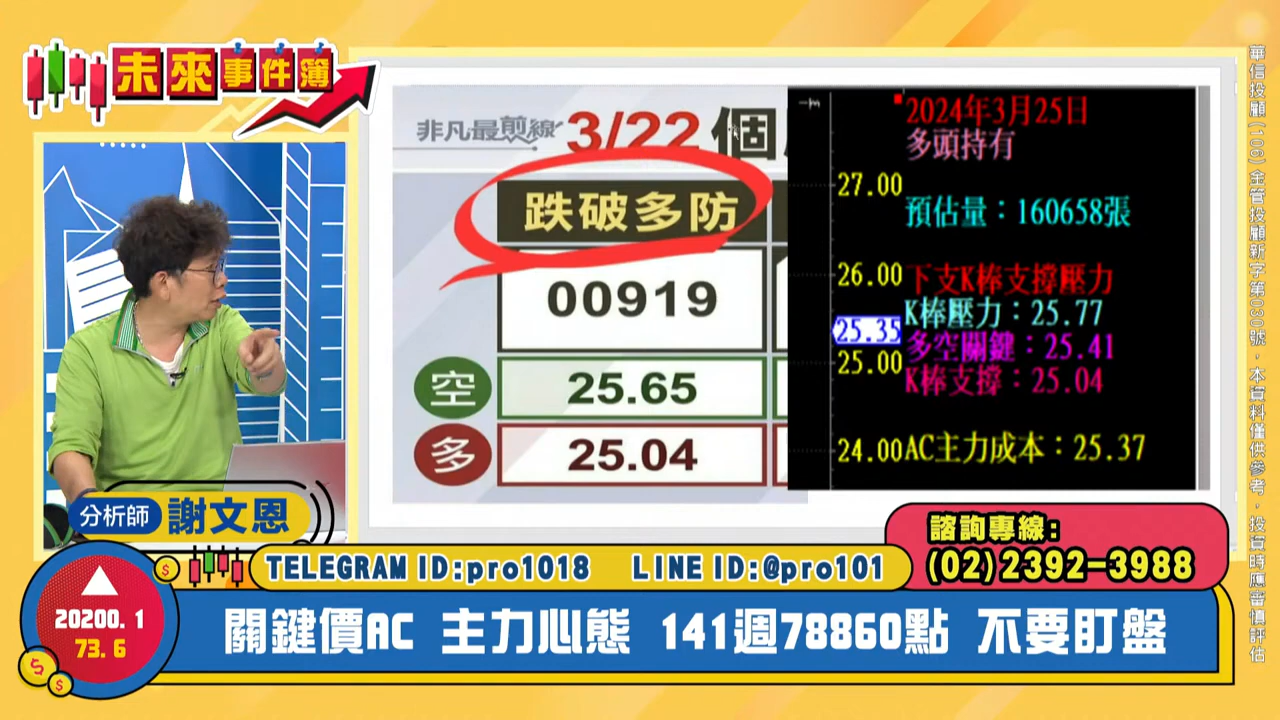 未來事件簿
非凡最前線
3/22 個
跌破多防
00919
空 25.65
多 25.04
2024年3月25日
多頭持有
27.00
預估量：160658張
26.00
下支K棒支撐壓力
K棒壓力：25.77
25.35
多空關鍵：25.41
25.00
K棒支撐：25.04
24.00
AC主力成本：25.37
華信投顧(106)金管投顧新字第030號，本資料僅供參考，投資時應審慎評估
分析師 謝文恩
諮詢專線:
(02)2392-3988
TELEGRAM ID:pro1018 LINE ID:@pro101
20200.1
73.6
關鍵價AC 主力心態 141週78860點 不要盯盤